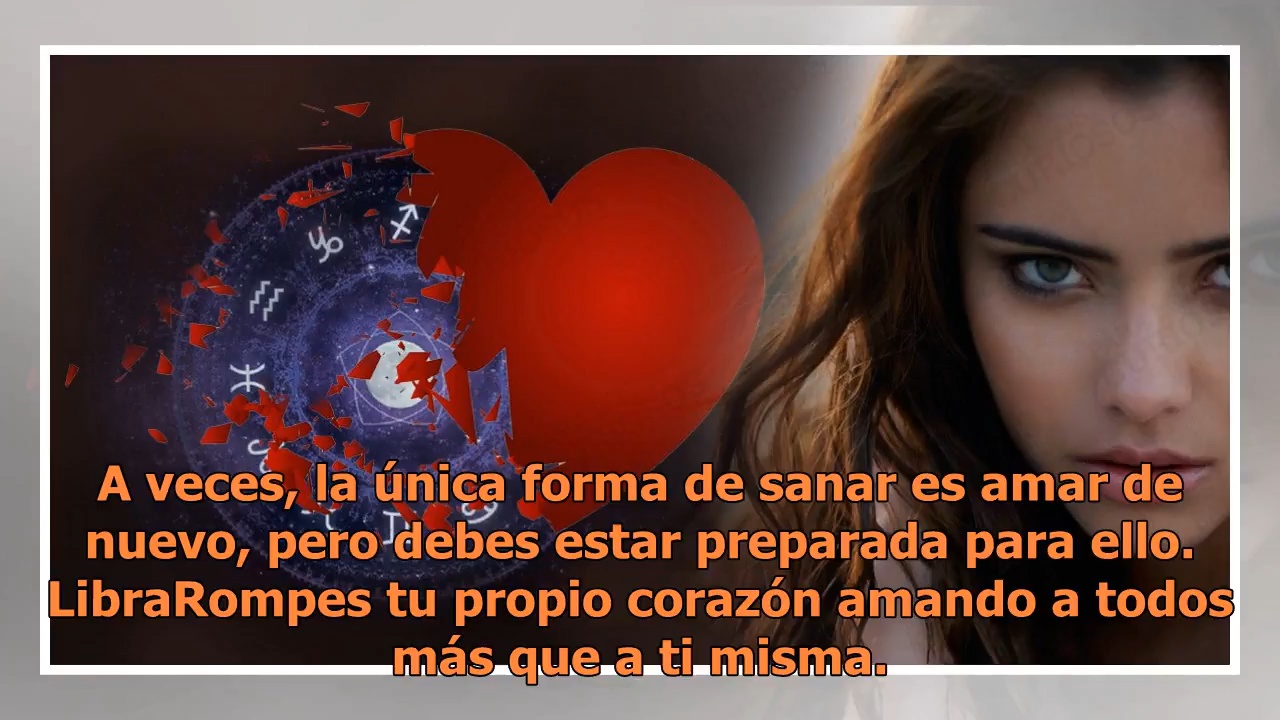 A veces, la única forma de sanar es amar de
nuevo, pero debes estar preparada para ello.
LibraRompes tu propio corazón amando a todos
más que a ti misma.